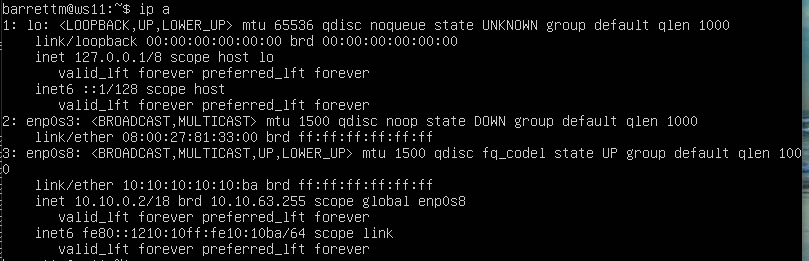 barrettm@ws11:~$ ip a
1: lo: <LOOPBACK,UP,LOWER_UP> mtu 65536 qdisc noqueue state UNKNOWN group default qlen 1000
    link/loopback 00:00:00:00:00:00 brd 00:00:00:00:00:00
    inet 127.0.0.1/8 scope host lo
       valid_lft forever preferred_lft forever
    inet6 ::1/128 scope host
       valid_lft forever preferred_lft forever
2: enp0s3: <BROADCAST,MULTICAST> mtu 1500 qdisc noop state DOWN group default qlen 1000
    link/ether 08:00:27:81:33:00 brd ff:ff:ff:ff:ff:ff
3: enp0s8: <BROADCAST,MULTICAST,UP,LOWER_UP> mtu 1500 qdisc fq_codel state UP group default qlen 100
0
    link/ether 10:10:10:10:10:ba brd ff:ff:ff:ff:ff:ff
    inet 10.10.0.2/18 brd 10.10.63.255 scope global enp0s8
       valid_lft forever preferred_lft forever
    inet6 fe80::1210:10ff:fe10:10ba/64 scope link
       valid_lft forever preferred_lft forever